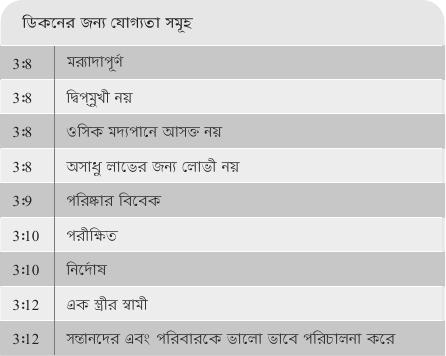 ডিকনের জন্য যোগ্যতা সমূহ
3:8 মর‍্যাদাপূর্ণ
3:8 দ্বিপ্মুখী নয়
3:8 ওসিক মদ্যপানে আসক্ত নয়
3:8 অসাধু লাভের জন্য লোভী নয়
3:9 পরিষ্কার বিবেক
3:10 পরীক্ষিত
3:10 নির্দোষ
3:12 এক স্ত্রীর স্বামী
3:12 সন্তানদের এবং পরিবারকে ভালো ভাবে পরিচালনা করে